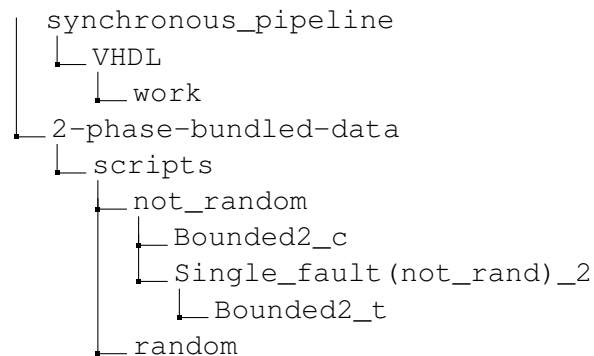 synchronous_pipeline
VHDL
work
2-phase-bundled-data
scripts
not_random
Bounded2_c
Single_fault(not_rand)_2
Bounded2_t
random